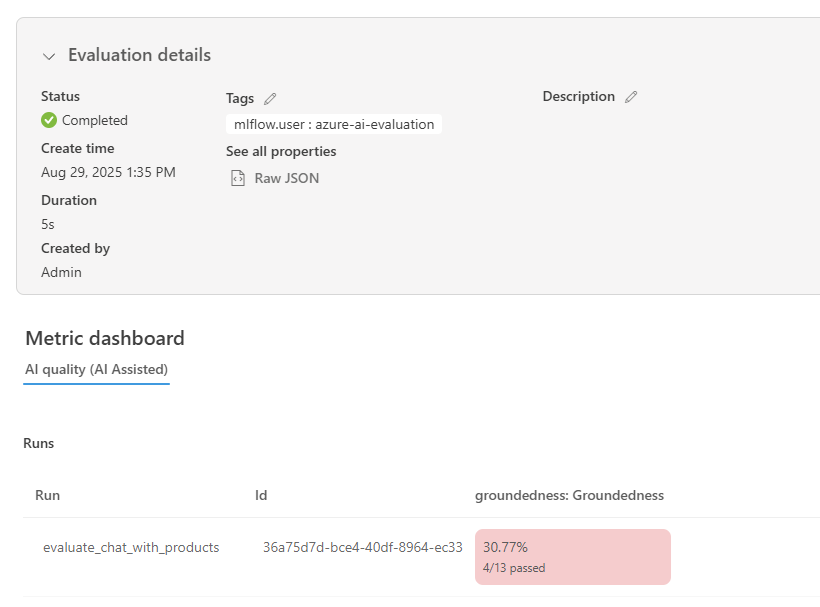 Evaluation details
Status
Completed
Create time
Aug 29, 2025 1:35 PM
Duration
5s
Created by
Admin
Tags
mlflow.user : azure-ai-evaluation
See all properties
Raw JSON
Description
Metric dashboard
AI quality (AI Assisted)
Runs
Run Id groundedness: Groundedness
evaluate_chat_with_products 36a75d7d-bce4-40df-8964-ec33 30.77%
4/13 passed